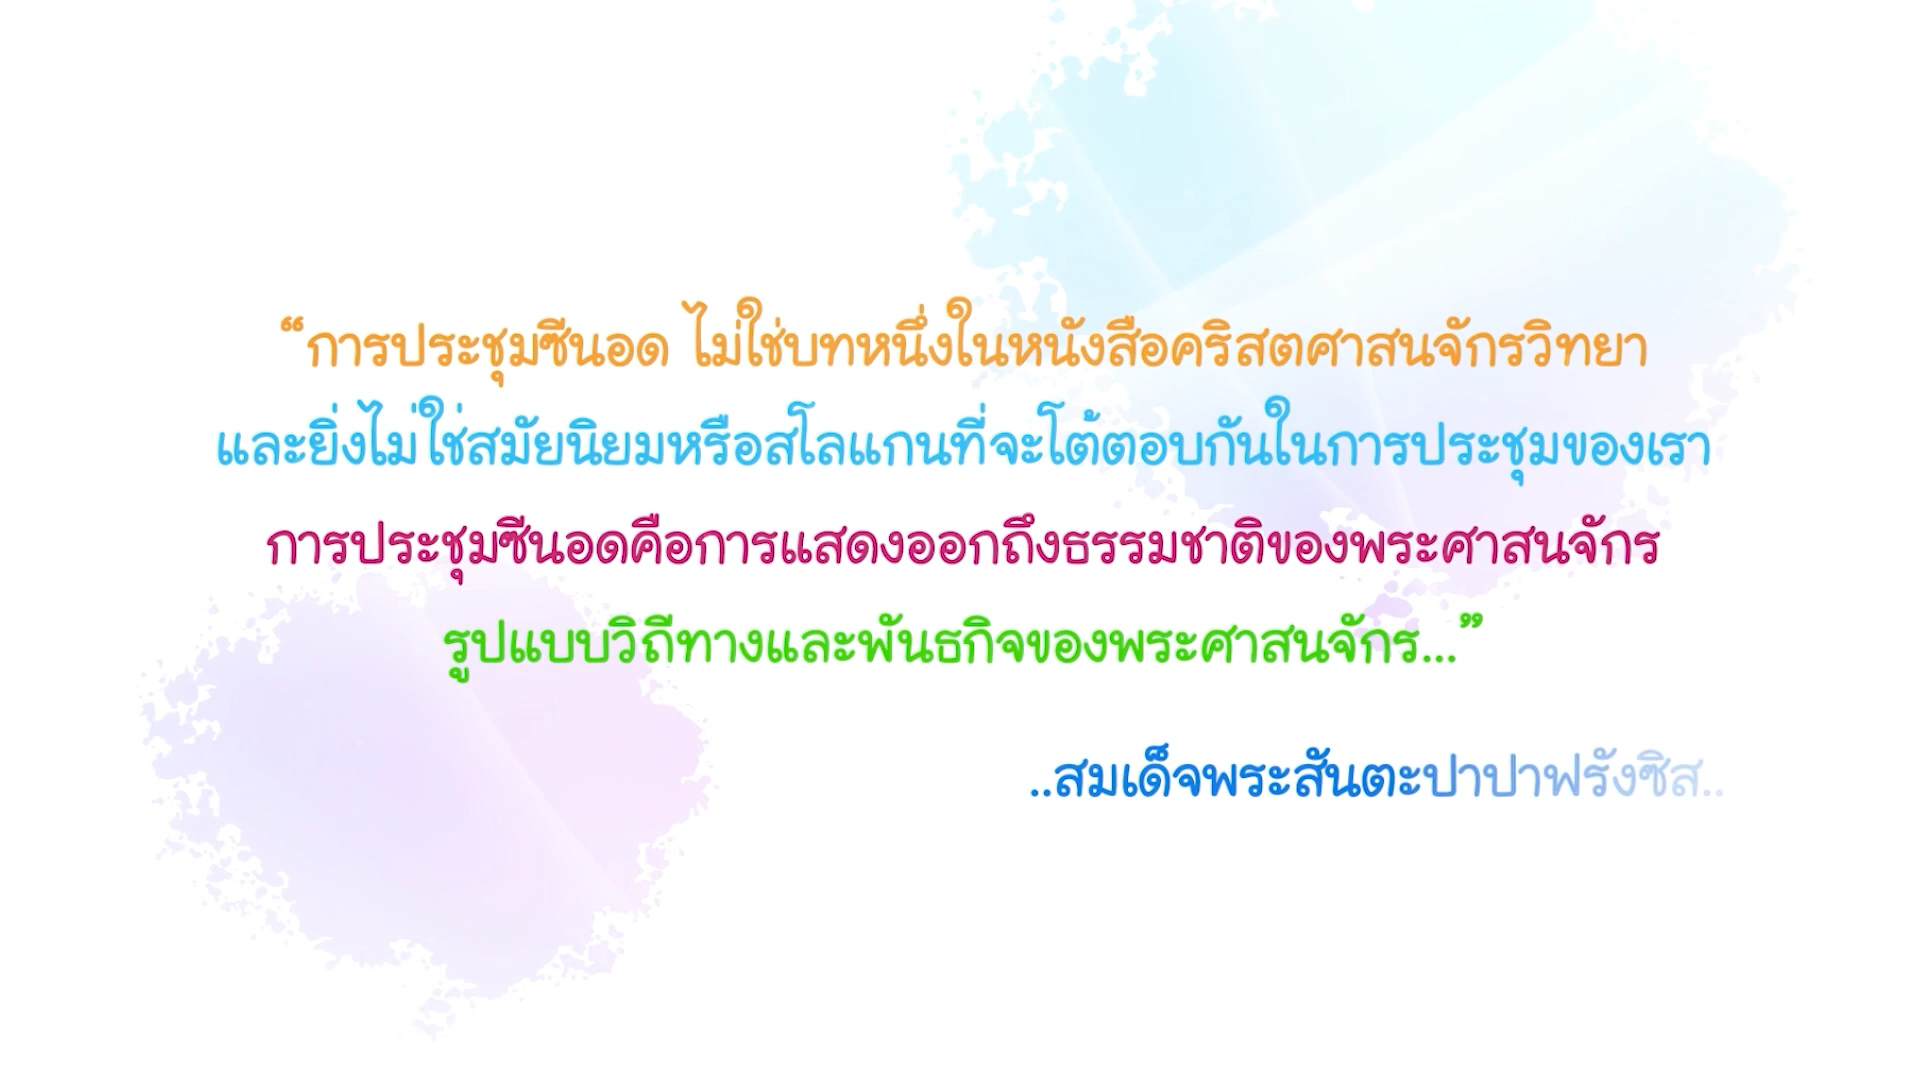 “การประชุมซีนอด ไม่ใช่บทหนึ่งในหนังสือคริสตศาสนจักรวิทยา
และยิ่งไม่ใช่สมัยนิยมหรือสโลแกนที่จะโต้ตอบกันในการประชุมของเรา
การประชุมซีนอดคือการแสดงออกถึงธรรมชาติของพระศาสนจักร
รูปแบบวิถีทางและพันธกิจของพระศาสนจักร...”
..สมเด็จพระสันตะปาปาฟรังซิส..